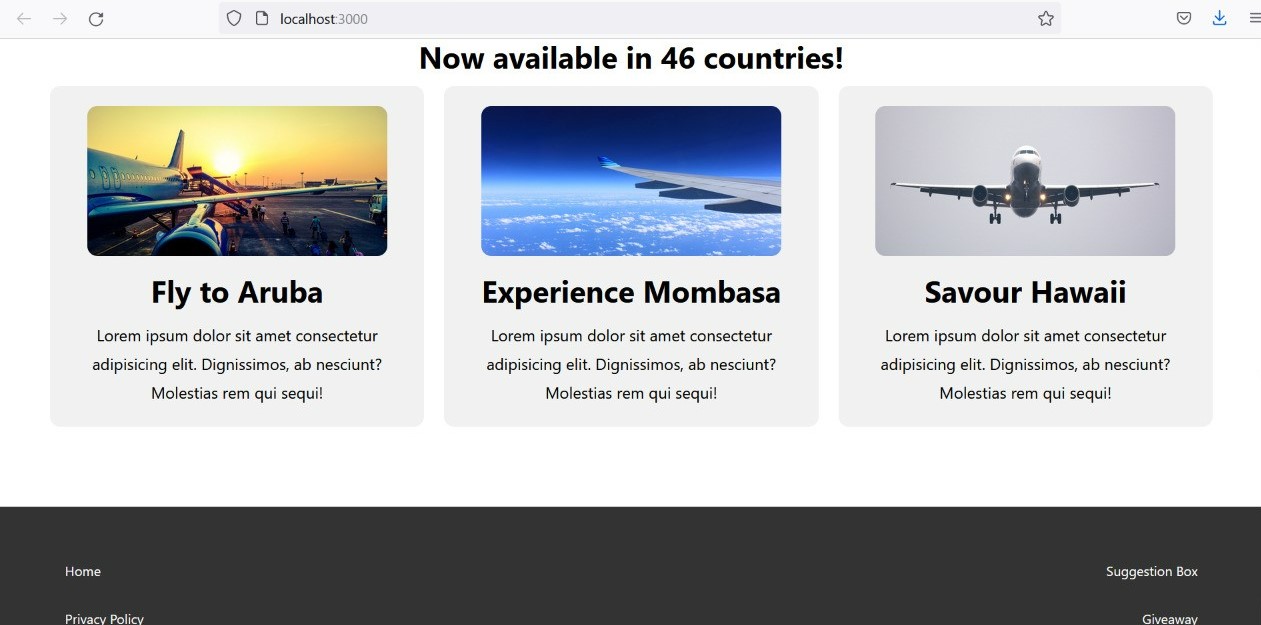 localhost:3000
Now available in 46 countries!
Fly to Aruba
Lorem ipsum dolor sit amet consectetur
adipisicing elit. Dignissimos, ab nesciunt?
Molestias rem qui sequi!
Experience Mombasa
Lorem ipsum dolor sit amet consectetur
adipisicing elit. Dignissimos, ab nesciunt?
Molestias rem qui sequi!
Savour Hawaii
Lorem ipsum dolor sit amet consectetur
adipisicing elit. Dignissimos, ab nesciunt?
Molestias rem qui sequi!
Home
Suggestion Box
Privacy Policy
Giveaway